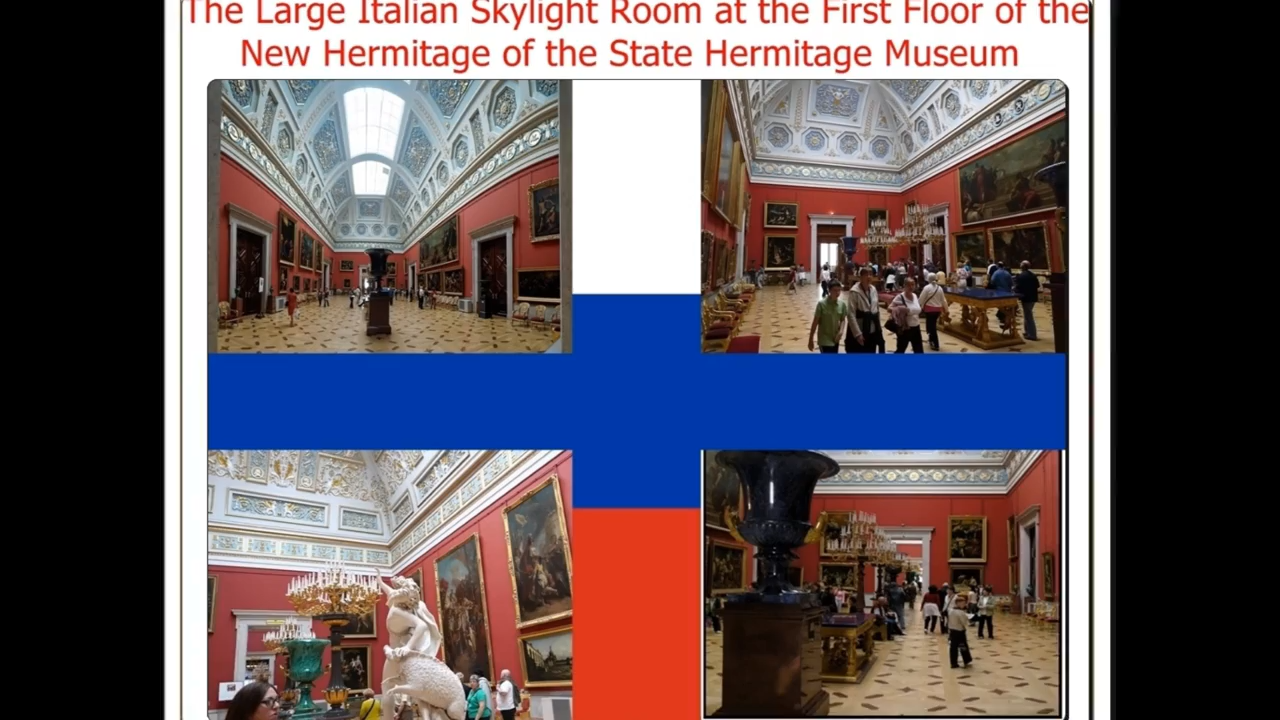 The Large Italian Skylight Room at the First Floor of the
New Hermitage of the State Hermitage Museum